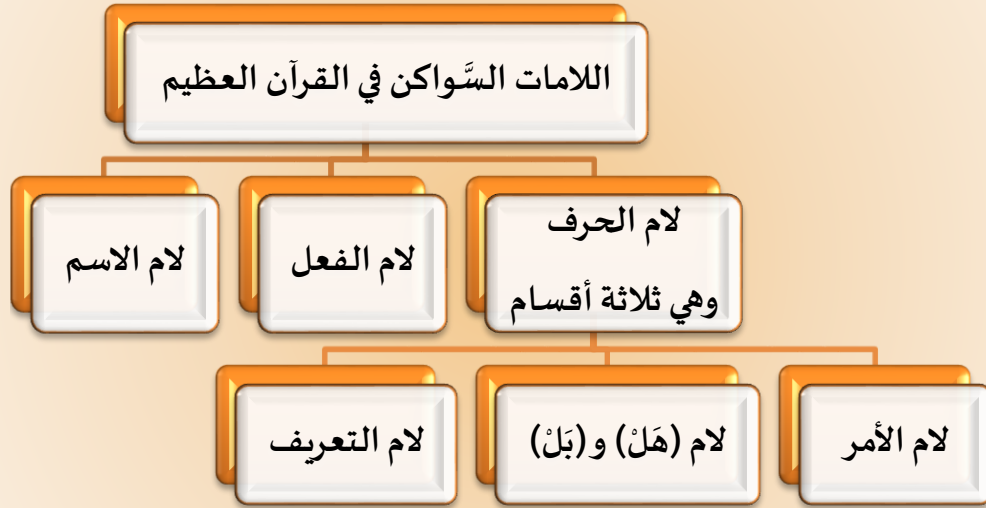 اللامات السَّواكن في القرآن العظيم
لام الحرف
وهي ثلاثة أقسام
لام الفعل
لام الاسم
لام الأمر
لام (هَلْ) و(بَلْ)
لام التعريف